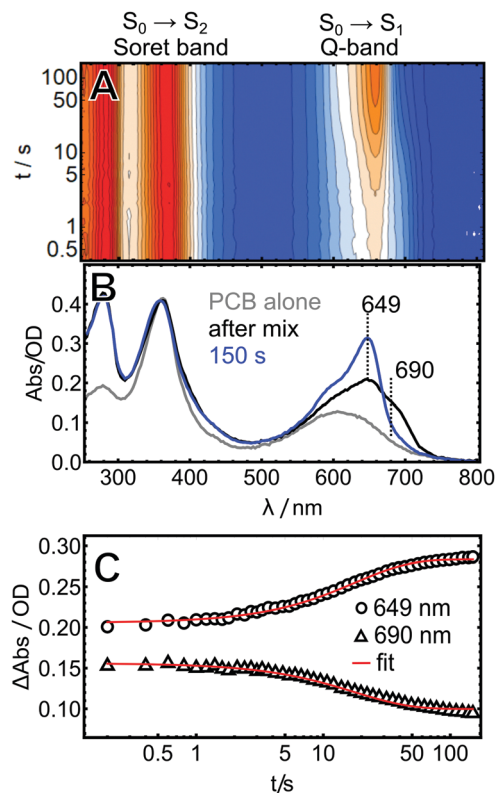 S0 → S2 S0 → S1
Soret band Q-band
A
100
50
10
5
1
0.5
t / s
B
PCB alone
after mix
150 s
649
690
0.4
0.3
0.2
0.1
0.0
Abs/OD
300 400 500 600 700 800
λ / nm
C
0.30
0.25
0.20
0.15
0.10
ΔAbs / OD
649 nm
690 nm
fit
0.5 1 5 10 50 100
t/s